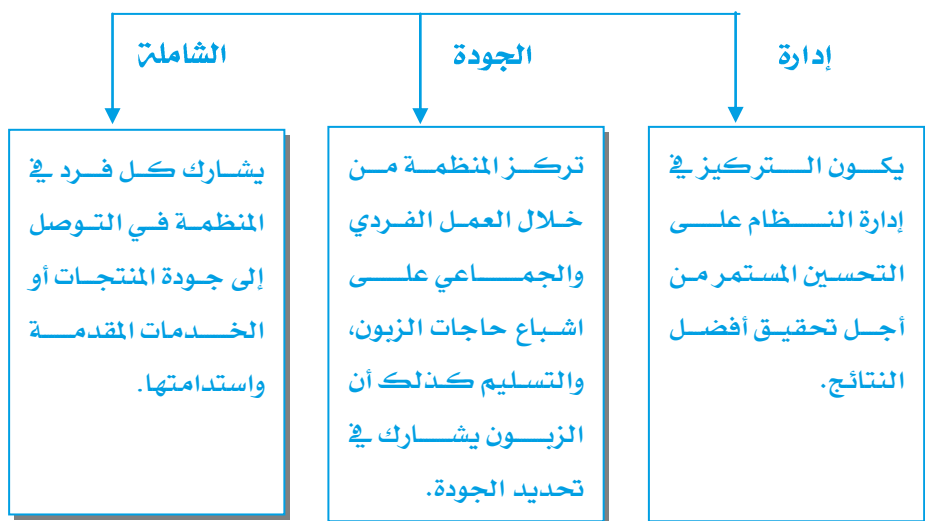 إدارة
الجودة
الشاملة
يكون التركيز في
إدارة النظام على
التحسين المستمر من
أجل تحقيق أفضل
النتائج.
تركز المنظمة من
خلال العمل الفردي
والجماعي على
اشباع حاجات الزبون،
والتسليم كذلك أن
الزبون يشارك في
تحديد الجودة.
يشارك كل فرد في
المنظمة في التوصل
إلى جودة المنتجات أو
الخدمات المقدمة
واستدامتها.